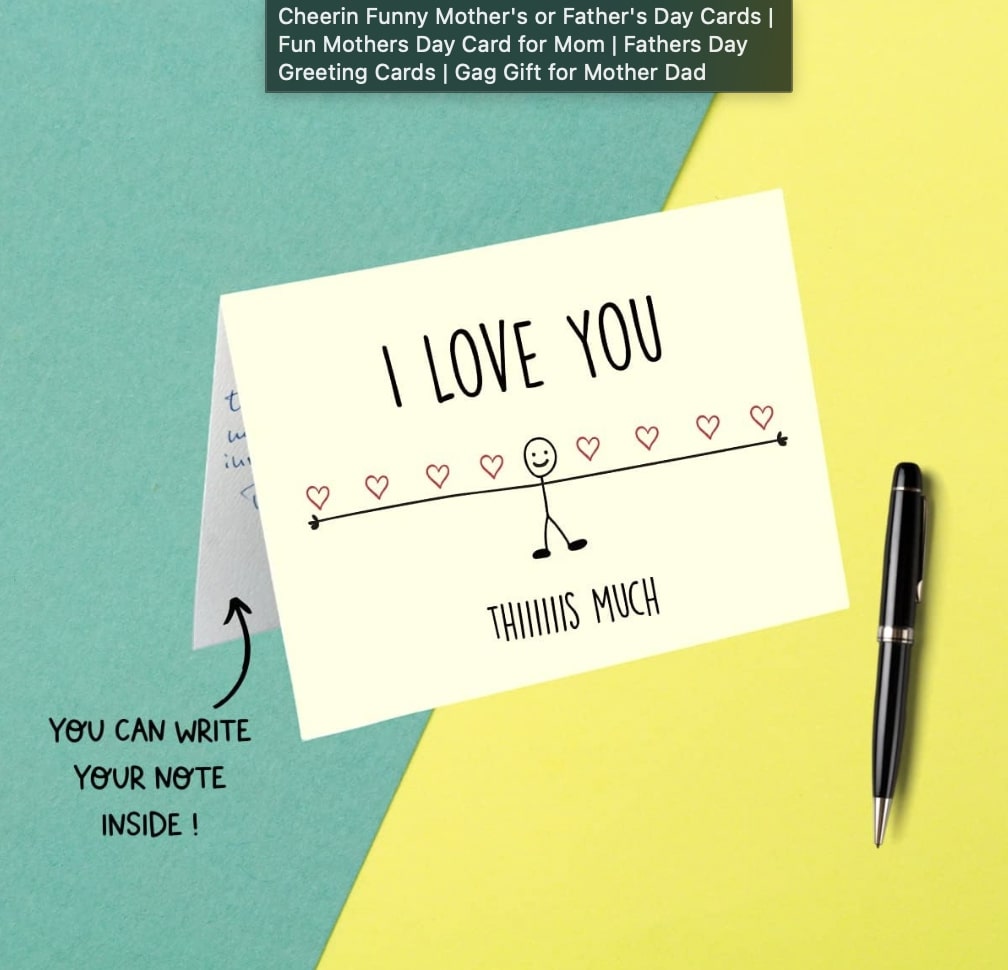 Cheerin Funny Mother's or Father's Day Cards |
Fun Mothers Day Card for Mom | Fathers Day
Greeting Cards | Gag Gift for Mother Dad
I LOVE YOU
THIIIIIIS MUCH
YOU CAN WRITE
YOUR NOTE
INSIDE !